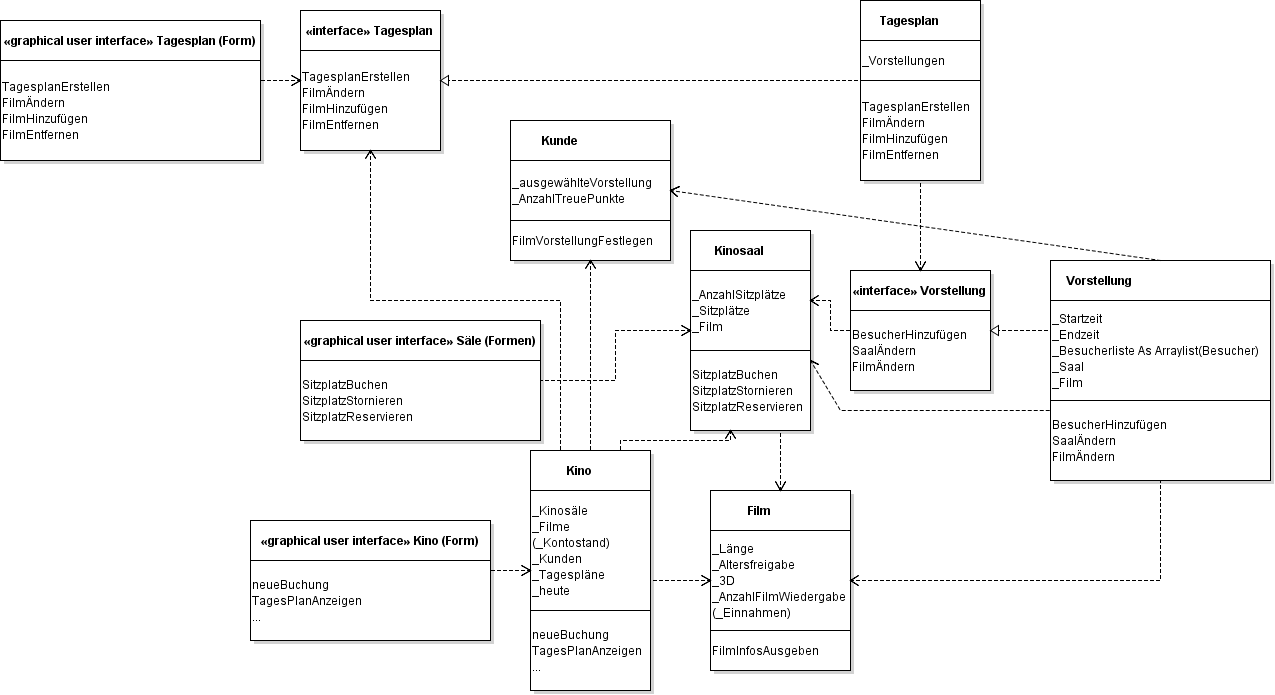 «graphical user interface» Tagesplan (Form)
TagesplanErstellen
FilmÄndern
FilmHinzufügen
FilmEntfernen
«interface» Tagesplan
TagesplanErstellen
FilmÄndern
FilmHinzufügen
FilmEntfernen
Tagesplan
_Vorstellungen
TagesplanErstellen
FilmÄndern
FilmHinzufügen
FilmEntfernen
Kunde
_ausgewählteVorstellung
_AnzahlTreuePunkte
FilmVorstellungFestlegen
Kinosaal
_AnzahlSitzplätze
_Sitzplätze
_Film
SitzplatzBuchen
SitzplatzStornieren
SitzplatzReservieren
«interface» Vorstellung
BesucherHinzufügen
SaalÄndern
FilmÄndern
Vorstellung
_Startzeit
_Endzeit
_Besucherliste As Arraylist(Besucher)
_Saal
_Film
BesucherHinzufügen
SaalÄndern
FilmÄndern
«graphical user interface» Säle (Formen)
SitzplatzBuchen
SitzplatzStornieren
SitzplatzReservieren
Kino
_Kinosäle
_Filme
(_Kontostand)
_Kunden
_Tagespläne
_heute
neueBuchung
TagesPlanAnzeigen
...
Film
_Länge
_Altersfreigabe
_3D
_AnzahlFilmWiedergabe
(_Einnahmen)
FilmInfosAusgeben
«graphical user interface» Kino (Form)
neueBuchung
TagesPlanAnzeigen
...